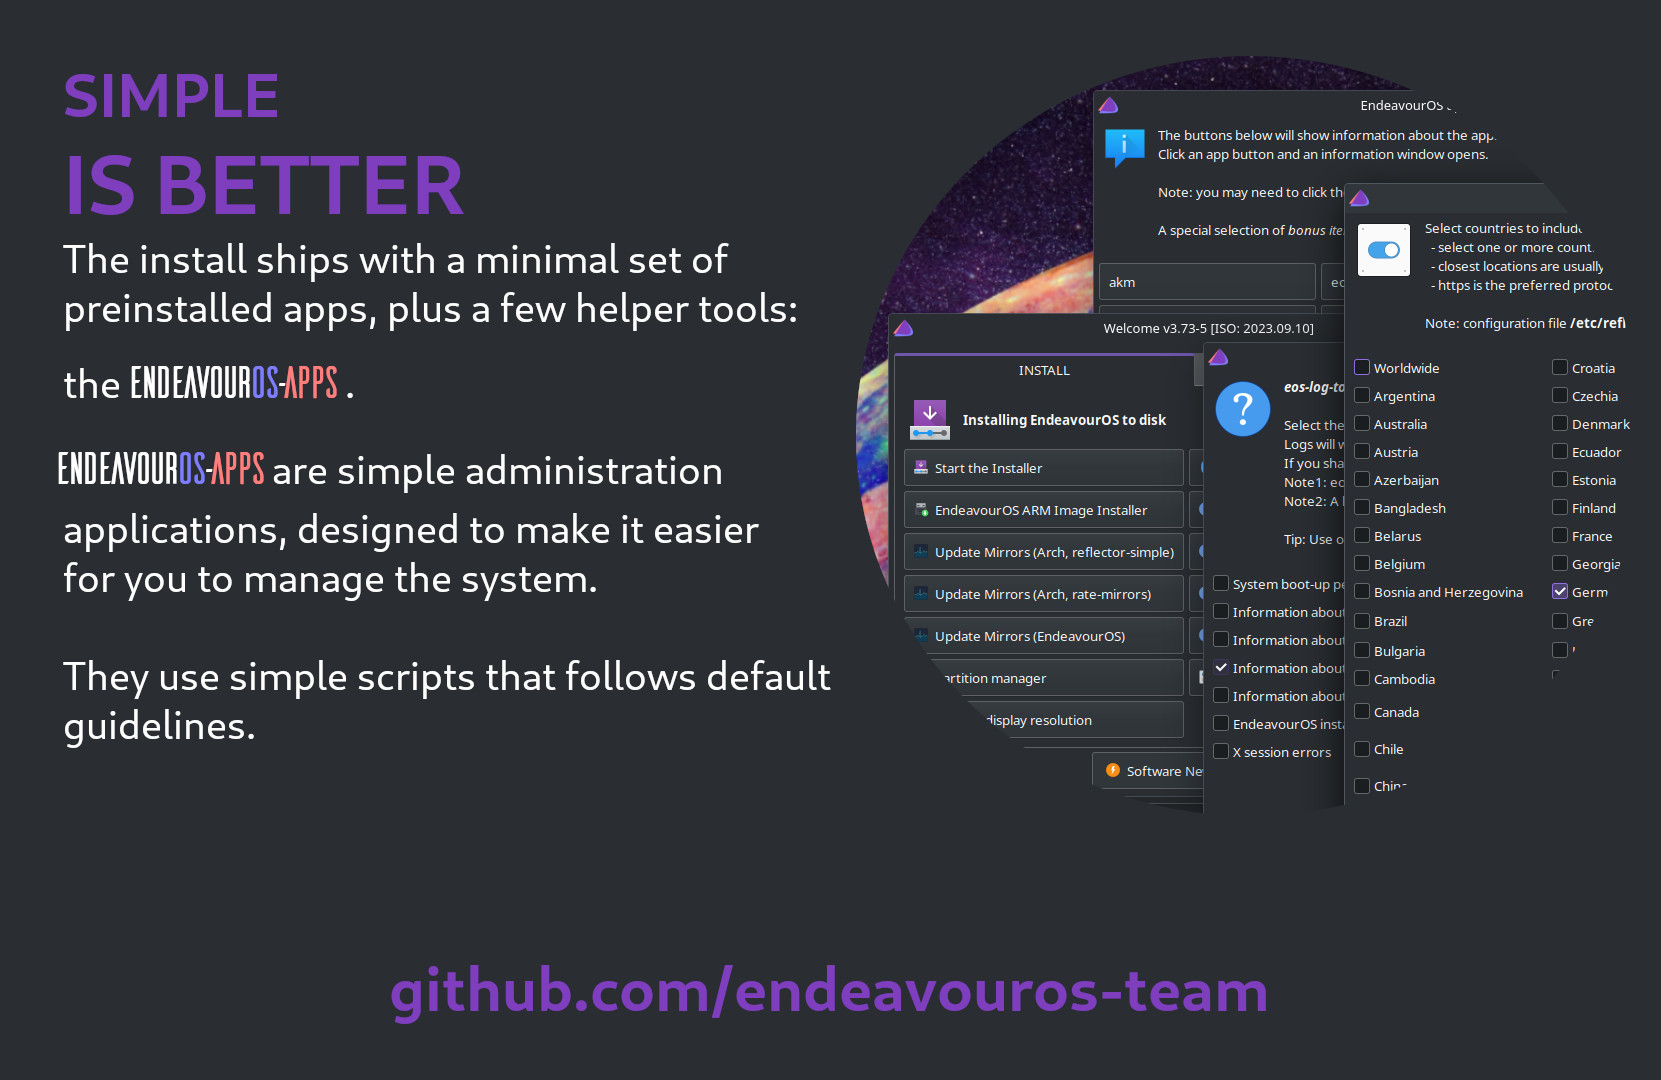 SIMPLE
IS BETTER
The install ships with a minimal set of
preinstalled apps, plus a few helper tools:
the ENDEAVOUROS-APPS .
ENDEAVOUROS-APPS are simple administration
applications, designed to make it easier
for you to manage the system.
They use simple scripts that follows default
guidelines.
EndeavourOS
The buttons below will show information about the app.
Click an app button and an information window opens.
Note: you may need to click
A special selection of bonus
akm
Select countries to
- select one or more
- closest locations are usually
- https is the preferred
Note: configuration file
Worldwide
Argentina
Australia
Austria
Azerbaijan
Bangladesh
Belarus
Belgium
Bosnia and Herzegovina
Brazil
Bulgaria
Cambodia
Canada
Chile
Croatia
Czechia
Denmark
Ecuador
Estonia
Finland
France
Georgia
Welcome v3.73-5 [ISO: 2023.09.10]
INSTALL
Installing EndeavourOS to disk
Start the Installer
EndeavourOS ARM Image Installer
Update Mirrors (Arch, reflector-simple)
Update Mirrors (Arch, rate-mirrors)
Update Mirrors (EndeavourOS)
manager
display resolution
Software
Select the
Logs will
If you
Note1:
Note2: A
Tip: Use
System boot-up
Information about
Information about
Information about
Information about
EndeavourOS
X session errors
github.com/endeavouros-team